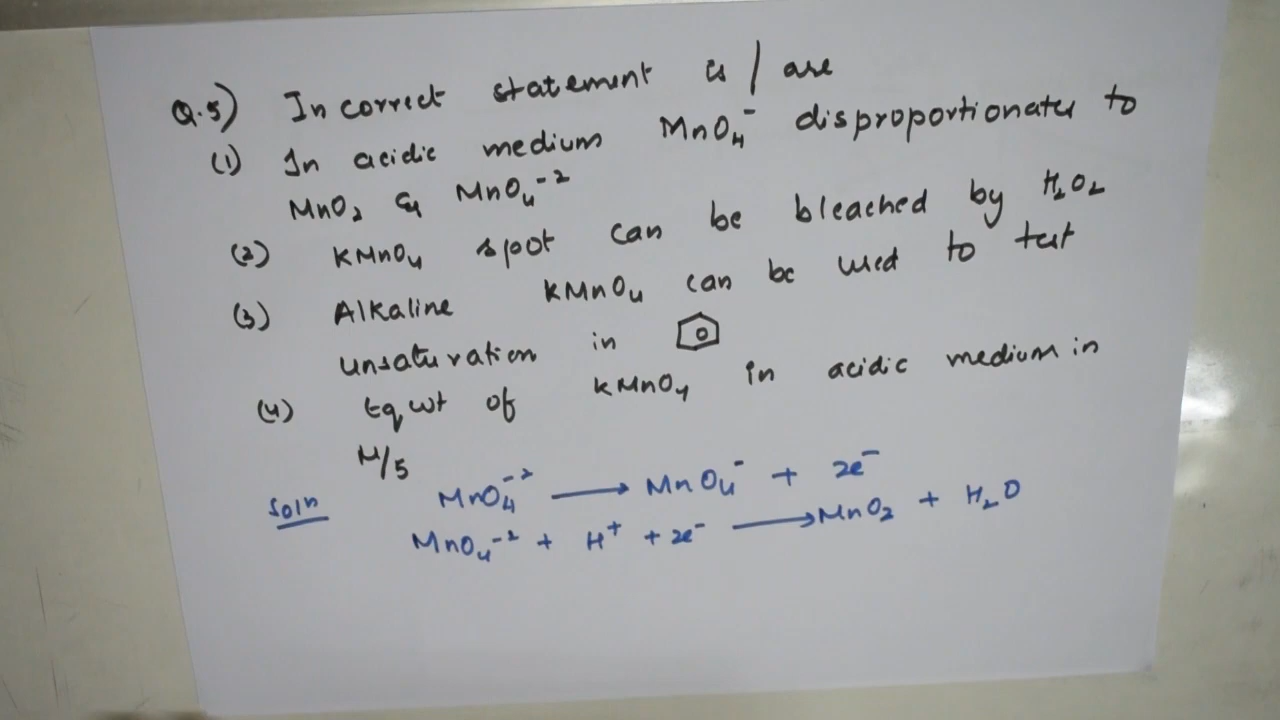 Q.5) Incorrect statement is / are
(1) In acidic medium MnO₄⁻ disproportionates to
MnO₂ & MnO₄⁻²
(2) KMnO₄ spot can be bleached by H₂O₂
(3) Alkaline KMnO₄ can be used to test
unsaturation in
(4) Eq wt of KMnO₄ in acidic medium in
M/5
Soln MnO₄⁻² ⟶ MnO₄⁻ + 2e⁻
MnO₄⁻² + H⁺ + 2e⁻ ⟶ MnO₂ + H₂O